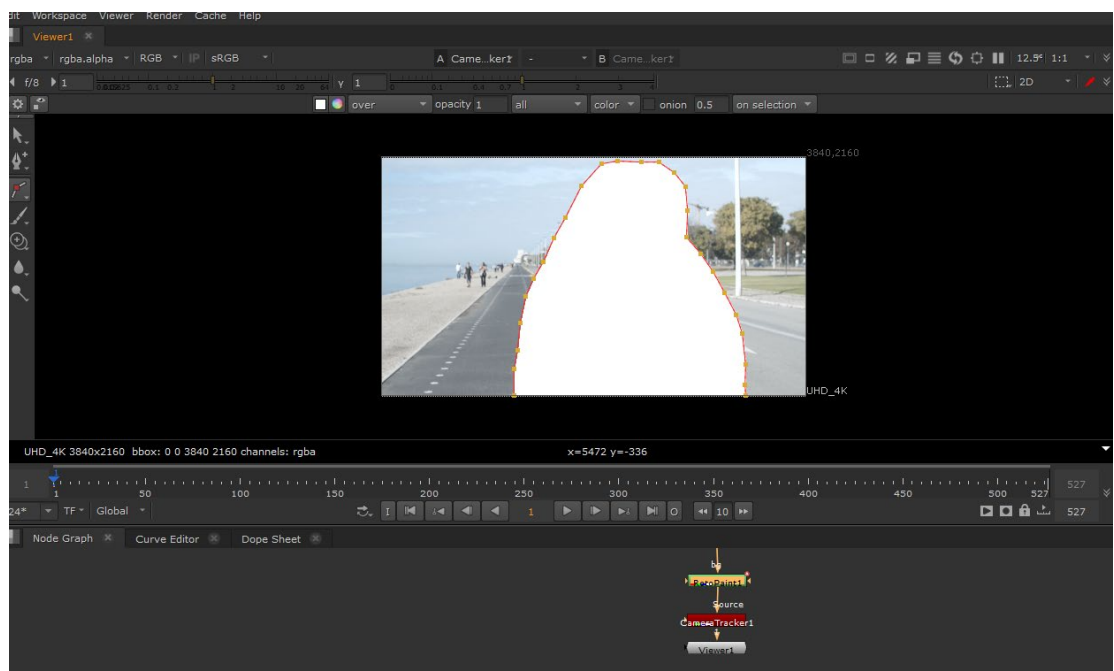 dit Workspace Viewer Render Cache Help
Viewer1
rgba rgba.alpha RGB IP sRGB A Came...ker1 - B Came...ker1 1:1
f/8 1 Y 1 2D
over opacity 1 all color onion 0.5 on selection
3840,2160
UHD_4K
UHD_4K 3840x2160 bbox: 0 0 3840 2160 channels: rgba x=5472 y=-336
1 527
1 50 100 150 200 250 300 350 400 450 500 527
24* TF Global I 1 O 10 527
Node Graph Curve Editor Dope Sheet
bg
RotoPaint1
Source
CameraTracker1
Viewer1